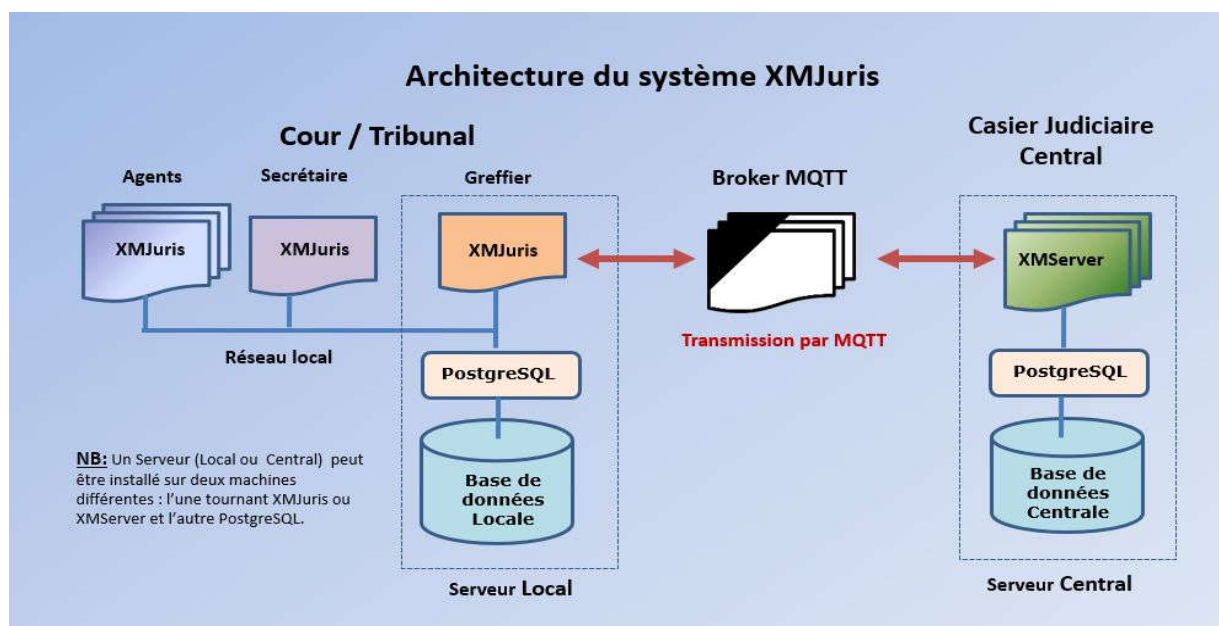 Architecture du système XMJuris
Cour / Tribunal
Casier Judiciaire
Central
Agents
Secrétaire
Greffier
Broker MQTT
XMJuris
XMJuris
XMJuris
XMServer
Transmission par MQTT
Réseau local
PostgreSQL
PostgreSQL
NB: Un Serveur (Local ou Central) peut
être installé sur deux machines
différentes : l'une tournant XMJuris ou
XMServer et l'autre PostgreSQL.
Base de
données
Locale
Base de
données
Centrale
Serveur Local
Serveur Central